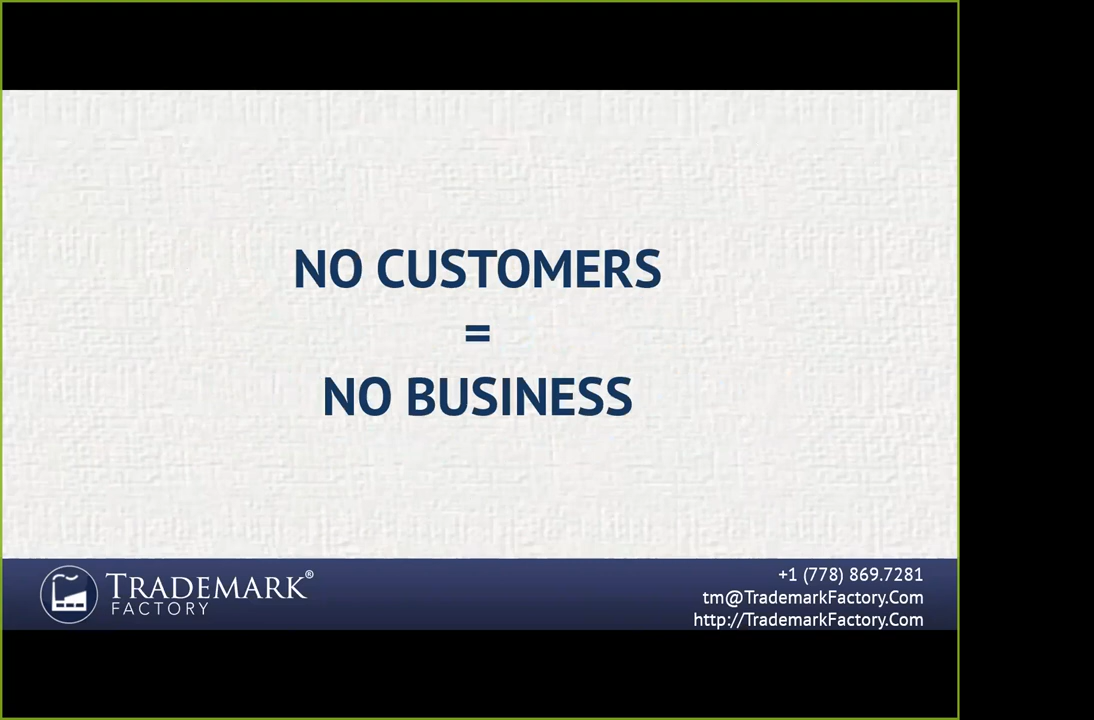 NO CUSTOMERS
=
NO BUSINESS
TRADEMARK®
FACTORY
+1 (778) 869.7281
tm@TrademarkFactory.Com
http://TrademarkFactory.Com